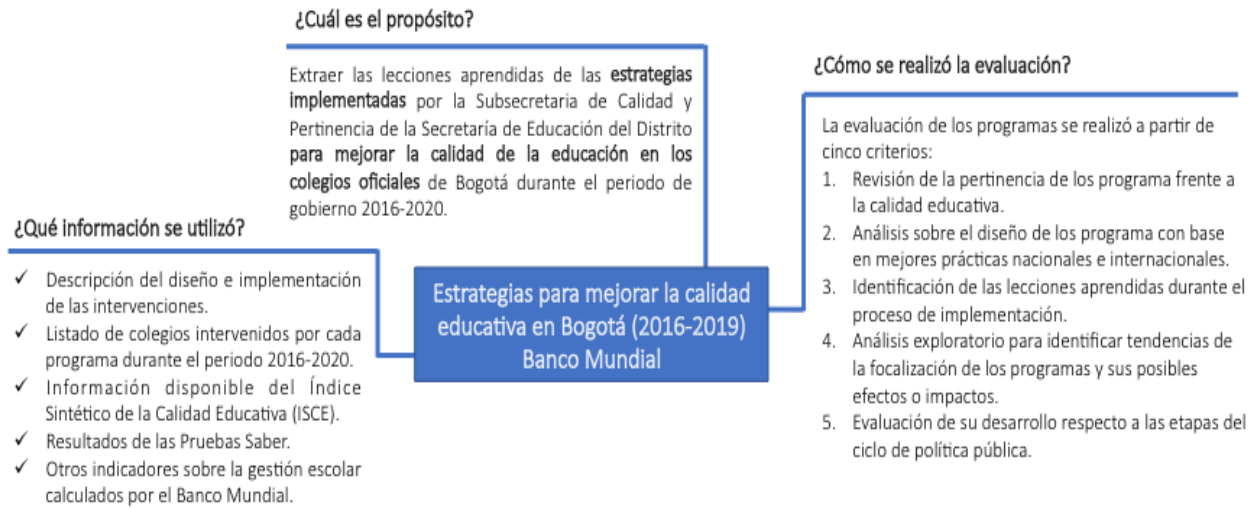 ¿Cuál es el propósito?
Extraer las lecciones aprendidas de las estrategias
implementadas por la Subsecretaria de Calidad y
Pertinencia de la Secretaría de Educación del Distrito
para mejorar la calidad de la educación en los
colegios oficiales de Bogotá durante el periodo de
gobierno 2016-2020.
¿Qué información se utilizó?
✓ Descripción del diseño e implementación
de las intervenciones.
✓ Listado de colegios intervenidos por cada
programa durante el periodo 2016-2020.
✓ Información disponible del Índice
Sintético de la Calidad Educativa (ISCE).
✓ Resultados de las Pruebas Saber.
✓ Otros indicadores sobre la gestión escolar
calculados por el Banco Mundial.
Estrategias para mejorar la calidad
educativa en Bogotá (2016-2019)
Banco Mundial
¿Cómo se realizó la evaluación?
La evaluación de los programas se realizó a partir de
cinco criterios:
1. Revisión de la pertinencia de los programa frente a
la calidad educativa.
2. Análisis sobre el diseño de los programa con base
en mejores prácticas nacionales e internacionales.
3. Identificación de las lecciones aprendidas durante el
proceso de implementación.
4. Análisis exploratorio para identificar tendencias de
la focalización de los programas y sus posibles
efectos o impactos.
5. Evaluación de su desarrollo respecto a las etapas del
ciclo de política pública.